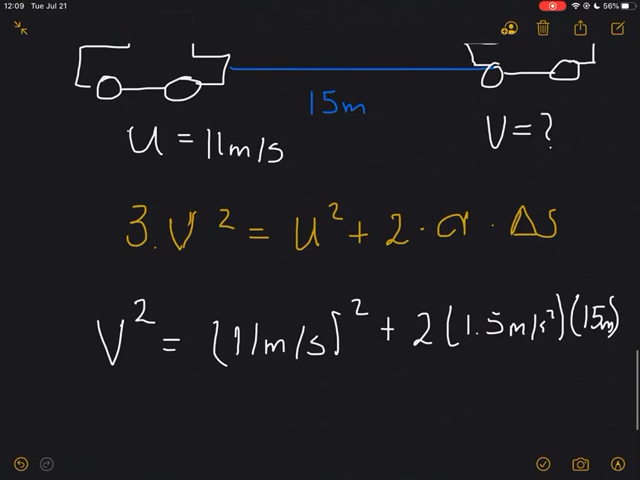 12:09 Tue Jul 21 56%
15m
u = 11m/s V = ?
3. V² = u² + 2 · a · Δs
V² = (11m/s)² + 2(1.5m/s²)(15m)